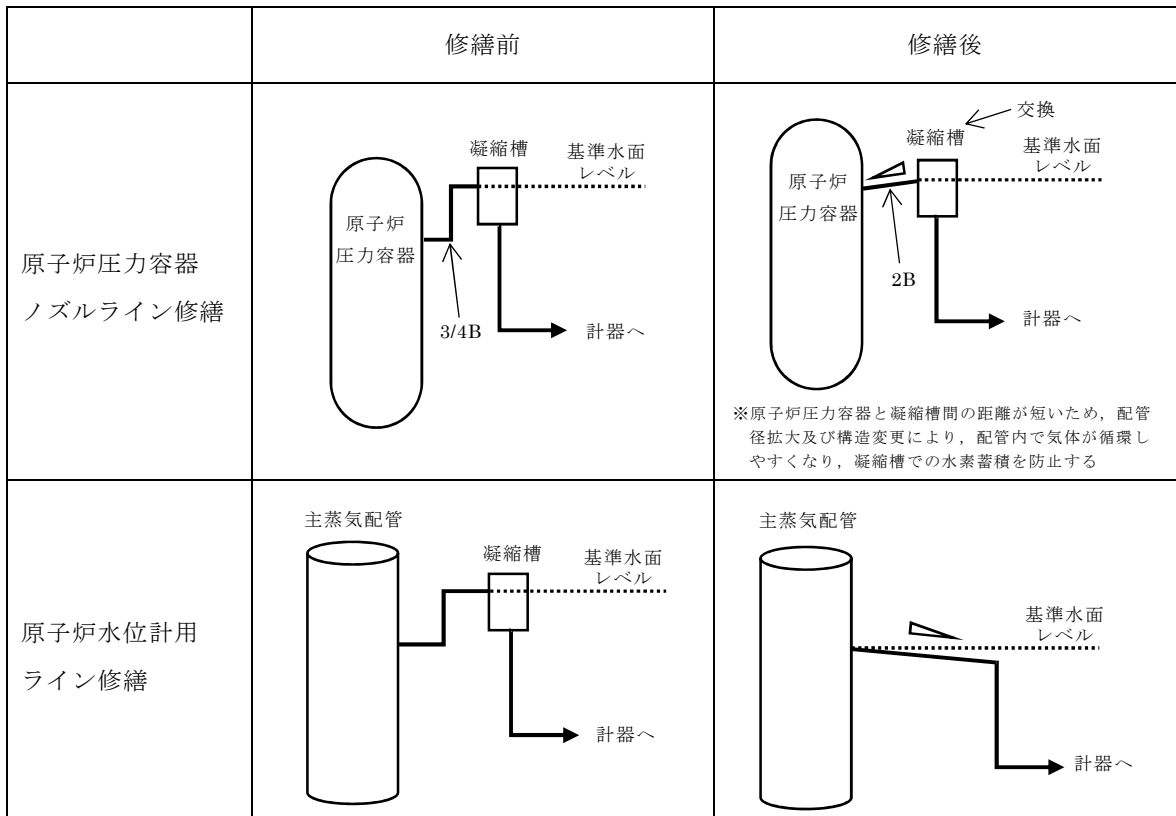 修繕前
修繕後
原子炉圧力容器
ノズルライン修繕
凝縮槽
基準水面
レベル
原子炉
圧力容器
3/4B
計器へ
交換
凝縮槽
基準水面
レベル
原子炉
圧力容器
2B
計器へ
※原子炉圧力容器と凝縮槽間の距離が短いため，配管
径拡大及び構造変更により，配管内で気体が循環し
やすくなり，凝縮槽での水素蓄積を防止する
原子炉水位計用
ライン修繕
主蒸気配管
凝縮槽
基準水面
レベル
計器へ
主蒸気配管
基準水面
レベル
計器へ